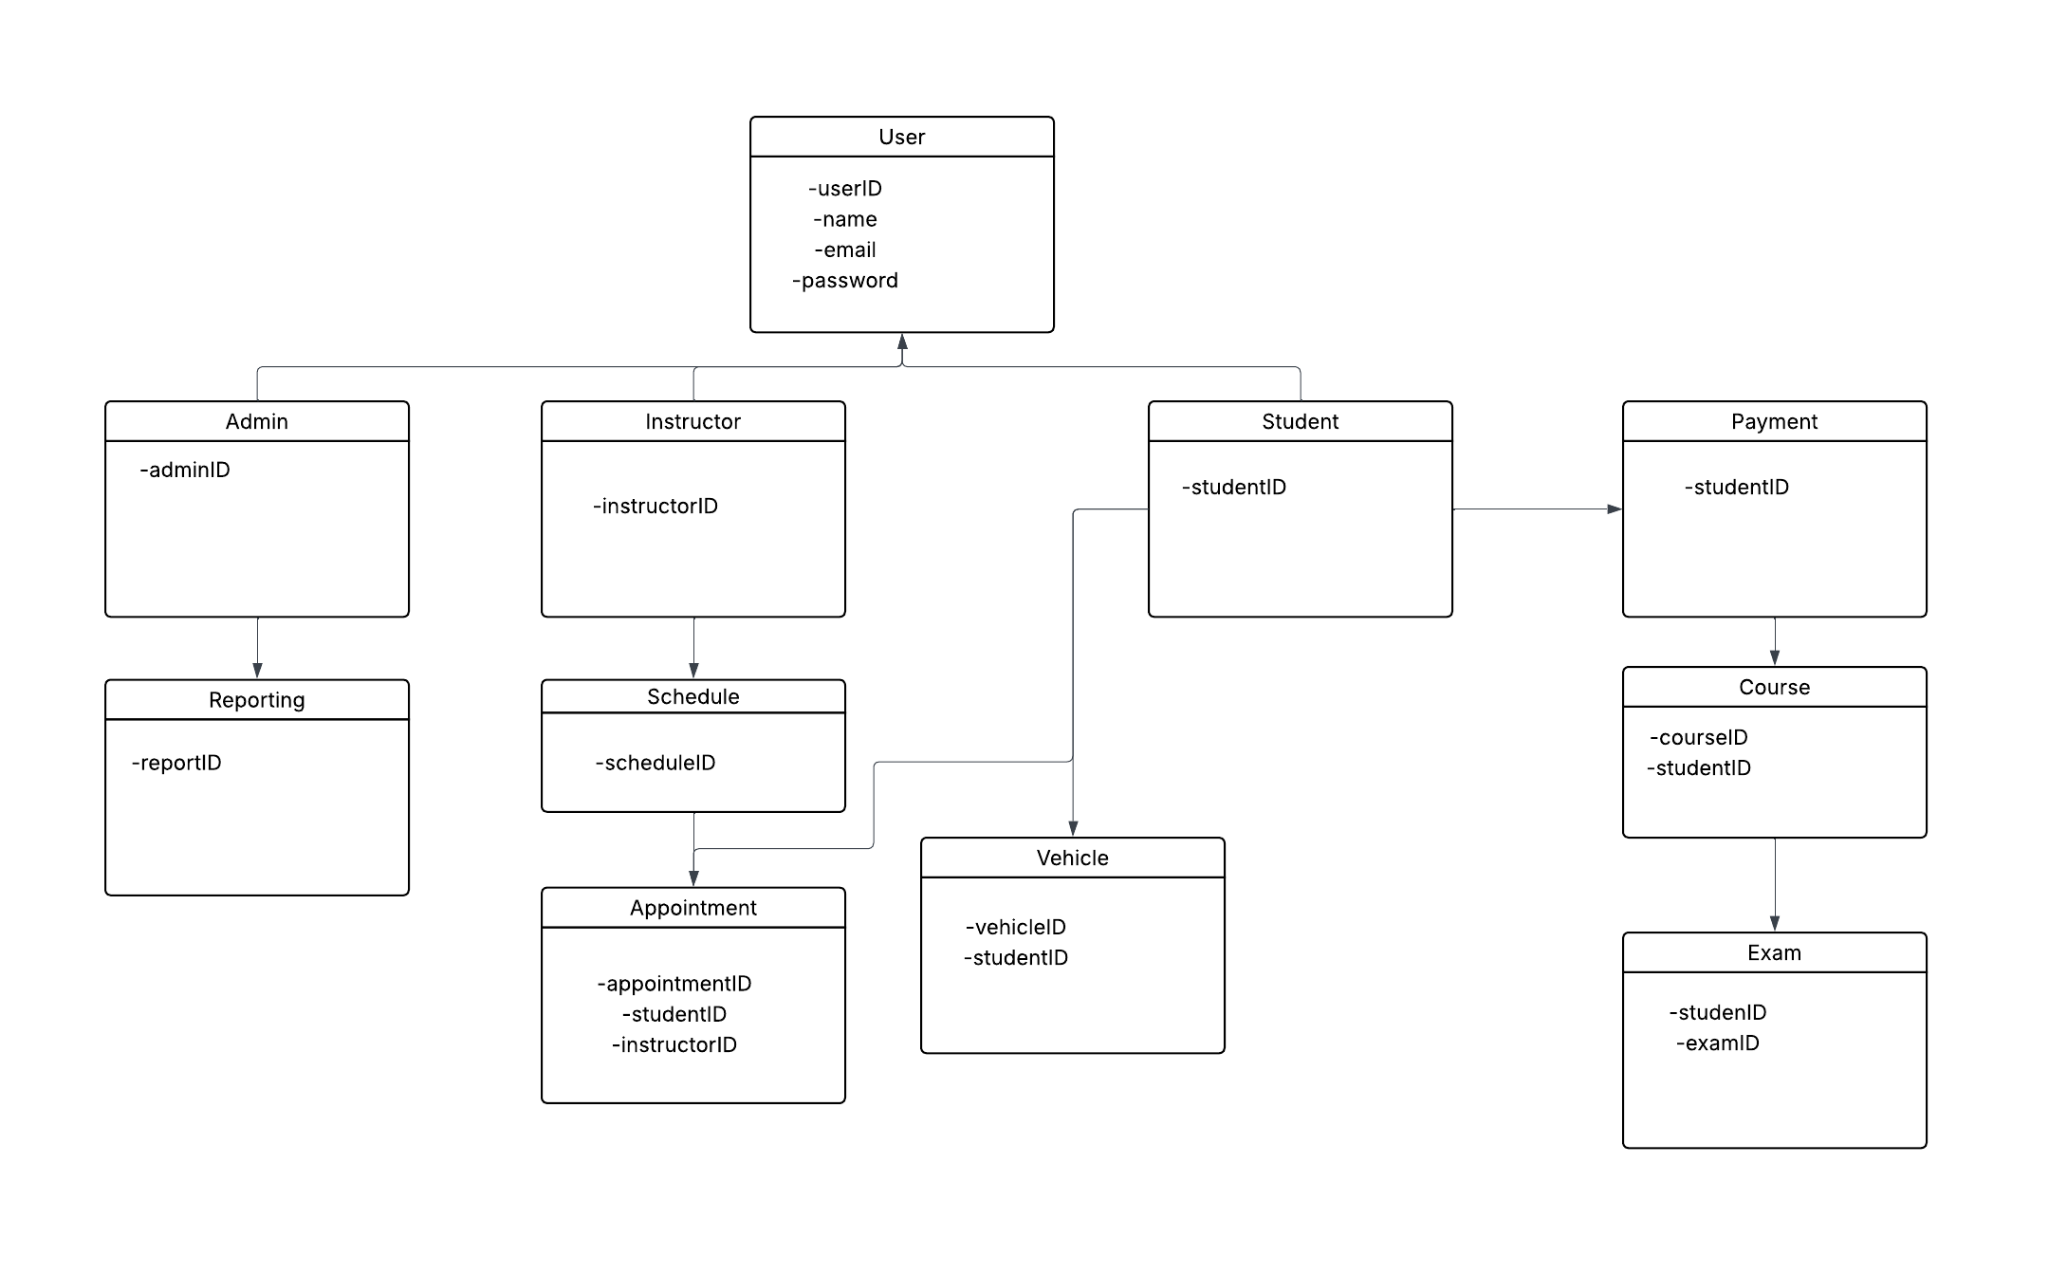 User
-userID
-name
-email
-password
Admin
-adminID
Instructor
-instructorID
Student
-studentID
Payment
-studentID
Reporting
-reportID
Schedule
-scheduleID
Course
-courseID
-studentID
Appointment
-appointmentID
-studentID
-instructorID
Vehicle
-vehicleID
-studentID
Exam
-studenID
-examID